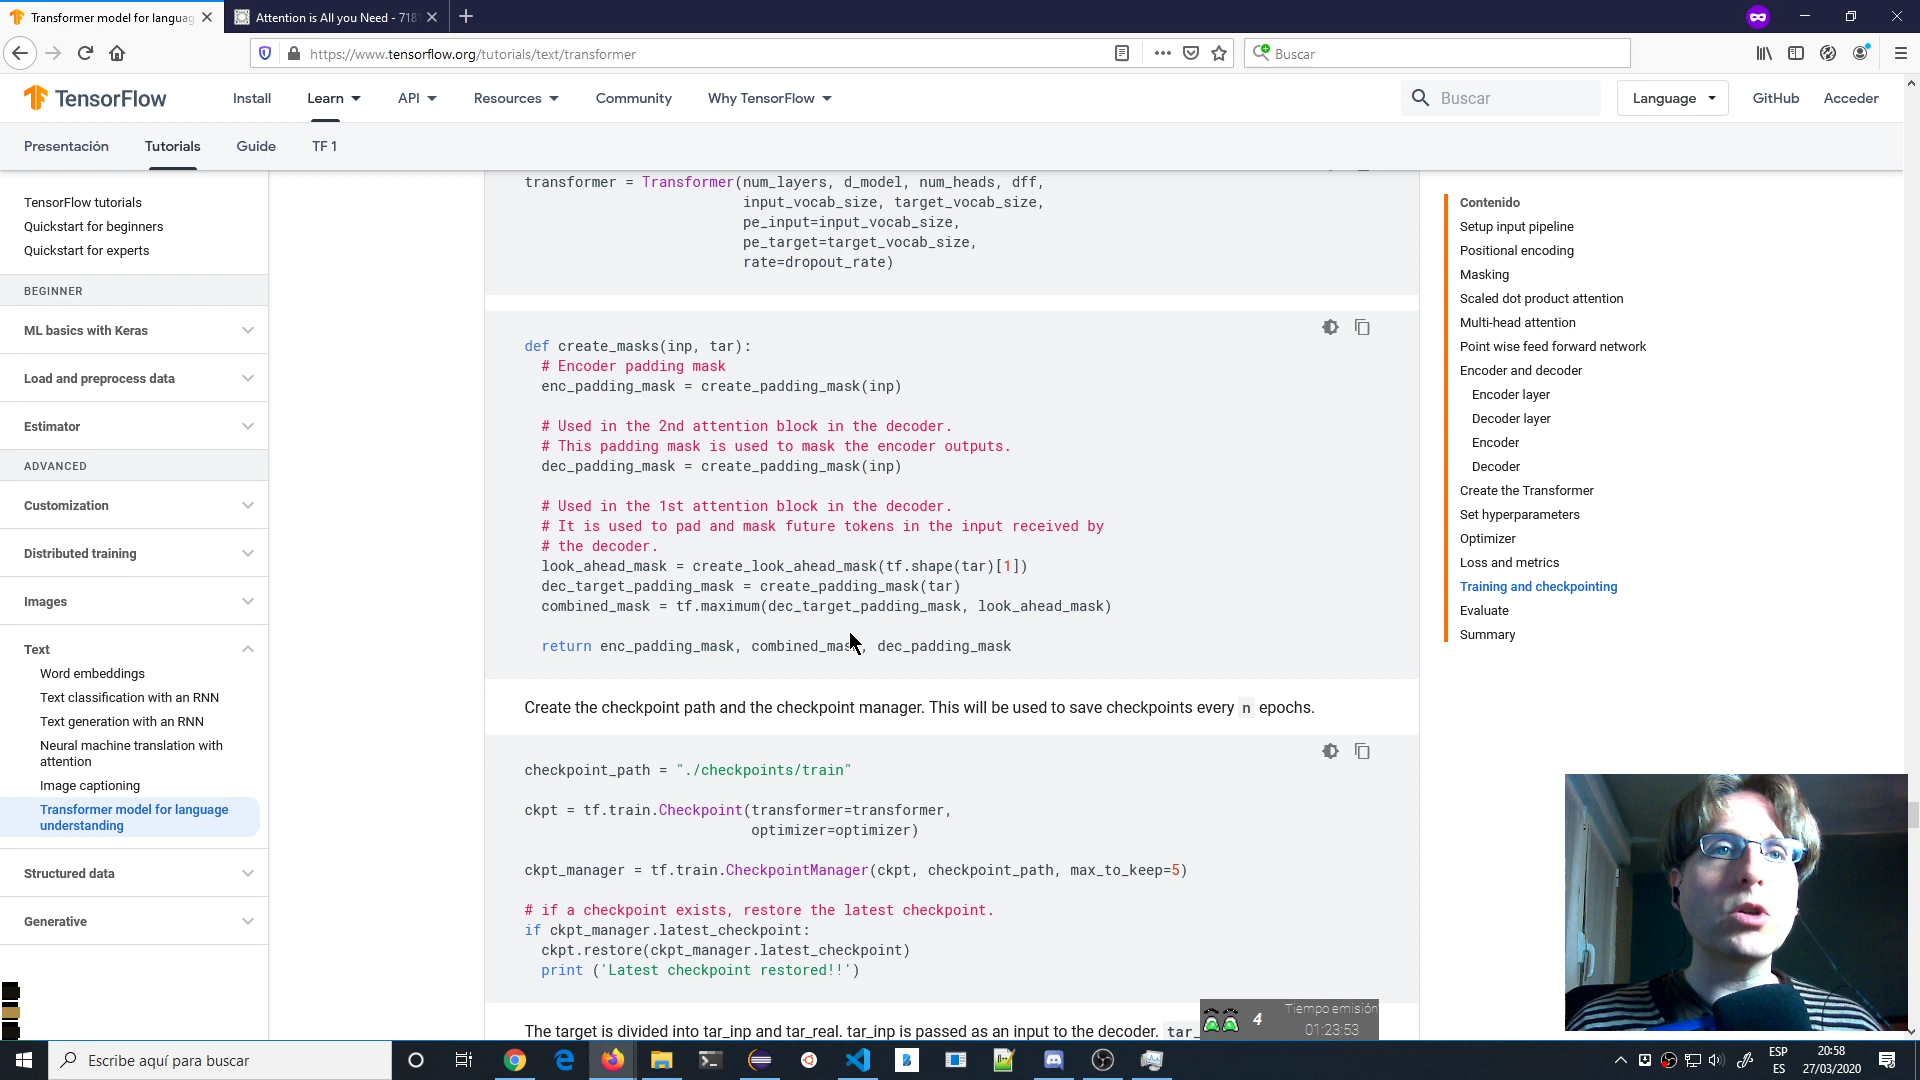 Transformer model for languag
Attention is All you Need - 718
https://www.tensorflow.org/tutorials/text/transformer
Buscar
TensorFlow
Install
Learn
API
Resources
Community
Why TensorFlow
Buscar
Language
GitHub
Acceder
Presentación
Tutorials
Guide
TF 1
TensorFlow tutorials
Quickstart for beginners
Quickstart for experts
BEGINNER
ML basics with Keras
Load and preprocess data
Estimator
ADVANCED
Customization
Distributed training
Images
Text
Word embeddings
Text classification with an RNN
Text generation with an RNN
Neural machine translation with
attention
Image captioning
Transformer model for language
understanding
Structured data
Generative
transformer = Transformer(num_layers, d_model, num_heads, dff,
input_vocab_size, target_vocab_size,
pe_input=input_vocab_size,
pe_target=target_vocab_size,
rate=dropout_rate)
def create_masks(inp, tar):
# Encoder padding mask
enc_padding_mask = create_padding_mask(inp)
# Used in the 2nd attention block in the decoder.
# This padding mask is used to mask the encoder outputs.
dec_padding_mask = create_padding_mask(inp)
# Used in the 1st attention block in the decoder.
# It is used to pad and mask future tokens in the input received by
# the decoder.
look_ahead_mask = create_look_ahead_mask(tf.shape(tar)[1])
dec_target_padding_mask = create_padding_mask(tar)
combined_mask = tf.maximum(dec_target_padding_mask, look_ahead_mask)
return enc_padding_mask, combined_mask, dec_padding_mask
Create the checkpoint path and the checkpoint manager. This will be used to save checkpoints every n epochs.
checkpoint_path = "./checkpoints/train"
ckpt = tf.train.Checkpoint(transformer=transformer,
optimizer=optimizer)
ckpt_manager = tf.train.CheckpointManager(ckpt, checkpoint_path, max_to_keep=5)
# if a checkpoint exists, restore the latest checkpoint.
if ckpt_manager.latest_checkpoint:
ckpt.restore(ckpt_manager.latest_checkpoint)
print ('Latest checkpoint restored!!')
The target is divided into tar_inp and tar_real. tar_inp is passed as an input to the decoder. tar_
Contenido
Setup input pipeline
Positional encoding
Masking
Scaled dot product attention
Multi-head attention
Point wise feed forward network
Encoder and decoder
Encoder layer
Decoder layer
Encoder
Decoder
Create the Transformer
Set hyperparameters
Optimizer
Loss and metrics
Training and checkpointing
Evaluate
Summary
4
Tiempo emisión
01:23:53
Escribe aquí para buscar
ESP
ES
20:58
27/03/2020